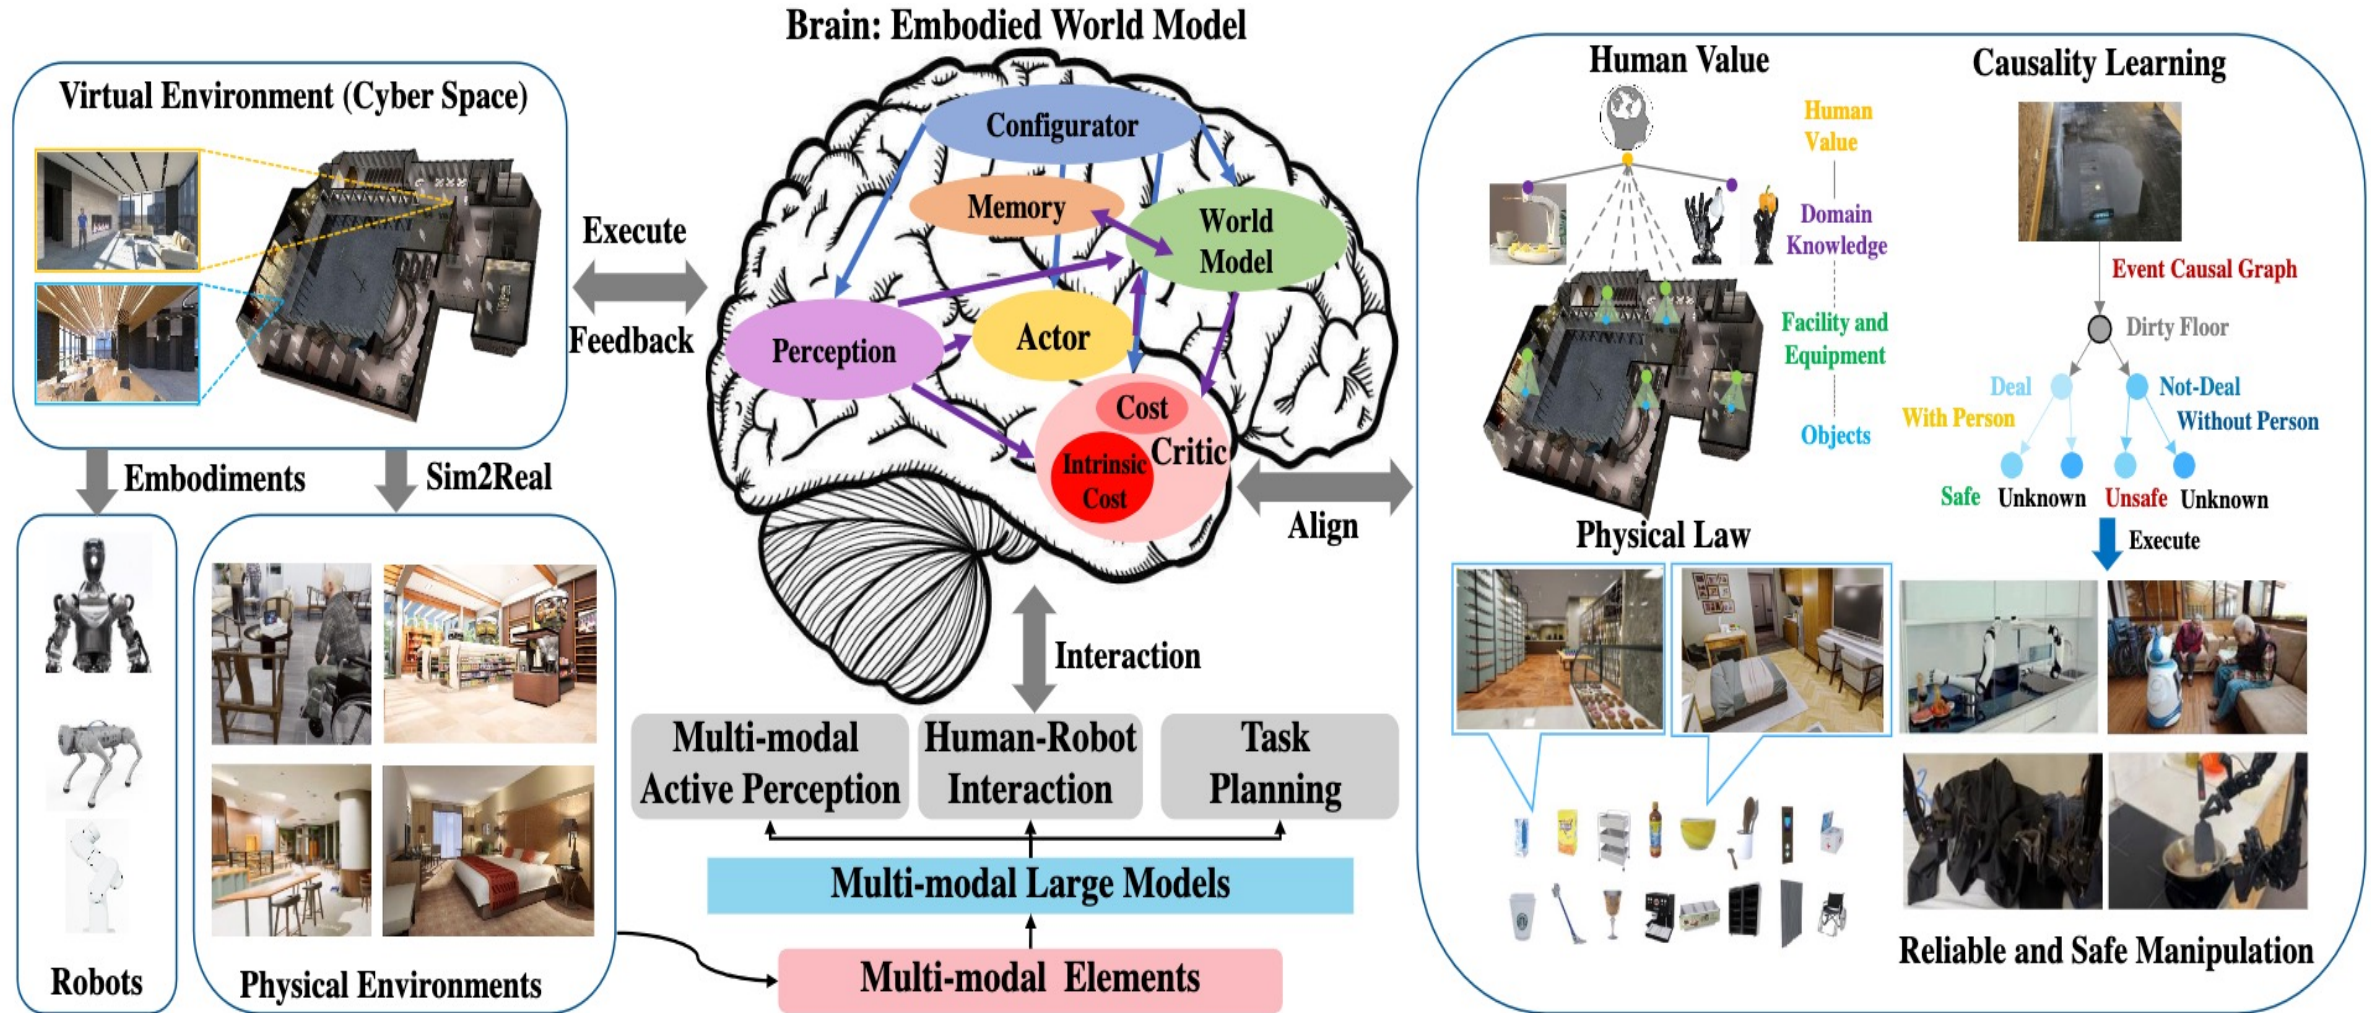 Brain: Embodied World Model
Virtual Environment (Cyber Space)
Execute
Feedback
Embodiments
Sim2Real
Robots
Physical Environments
Configurator
Memory
World
Model
Perception
Actor
Cost
Critic
Intrinsic
Cost
Align
Interaction
Multi-modal
Active Perception
Human-Robot
Interaction
Task
Planning
Multi-modal Large Models
Multi-modal Elements
Human Value
Human
Value
Domain
Knowledge
Facility and
Equipment
Objects
Physical Law
Causality Learning
Event Causal Graph
Dirty Floor
Deal
Not-Deal
With Person
Without Person
Safe Unknown Unsafe Unknown
Execute
Reliable and Safe Manipulation